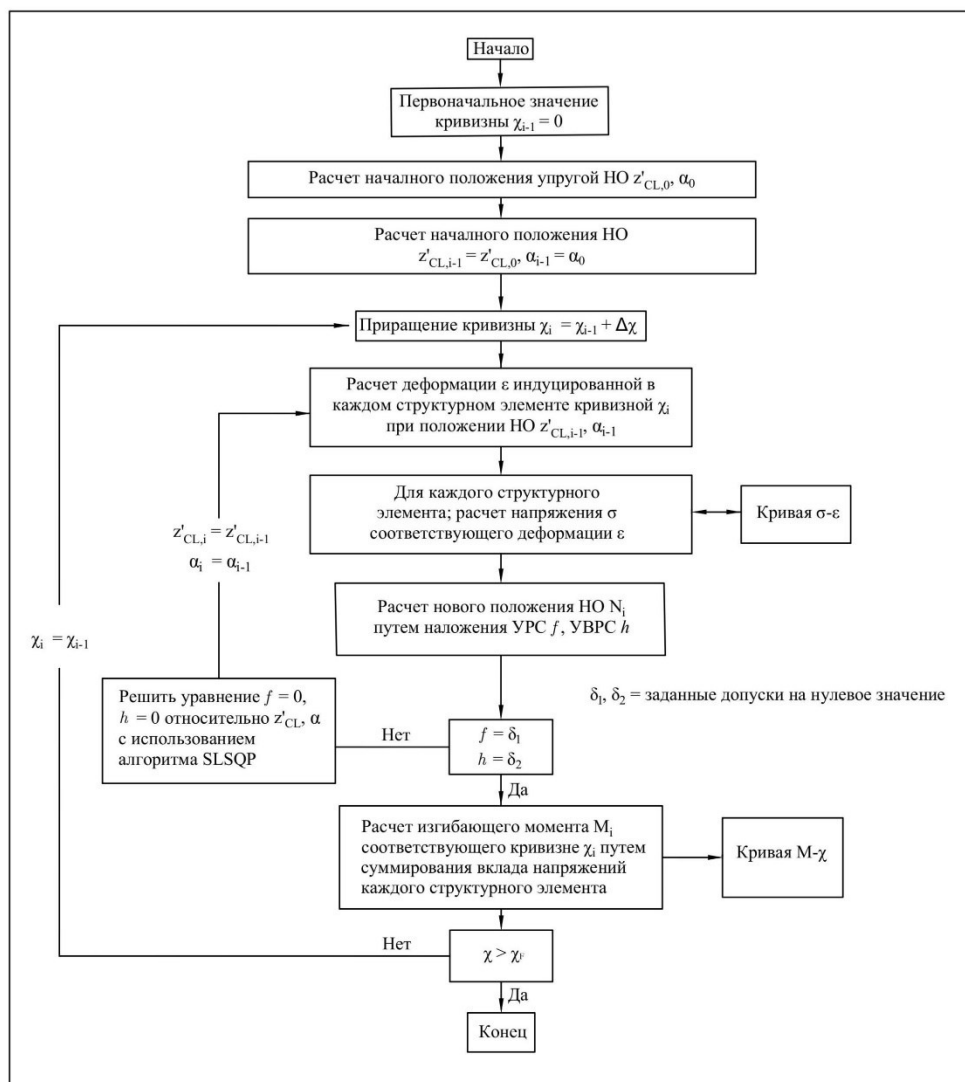 Начало
Первоначальное значение
кривизны χi-1 = 0
Расчет началного положения упругой НО z'CL,0, α0
Расчет началного положения НО
z'CL,i-1 = z'CL,0, αi-1 = α0
Приращение кривизны χi = χi-1 + Δχ
Расчет деформации ε индуцированной в
каждом структурном элементе кривизной χi
при положении НО z'CL,i-1, αi-1
Для каждого структурного
элемента; расчет напряжения σ
соответствующего деформации ε
Кривая σ-ε
z'CL,i = z'CL,i-1
αi = αi-1
Расчет нового положения НО Ni
путем наложения УРС f, УВРС h
χi = χi-1
Решить уравнение f = 0,
h = 0 относительно z'CL, α
с использованием
алгоритма SLSQP
Нет
f = δ1
h = δ2
δ1, δ2 = заданные допуски на нулевое значение
Да
Расчет изгибающего момента Mi
соответствующего кривизне χi путем
суммирования вклада напряжений
каждого структурного элемента
Кривая M-χ
Нет
χ > χF
Да
Конец